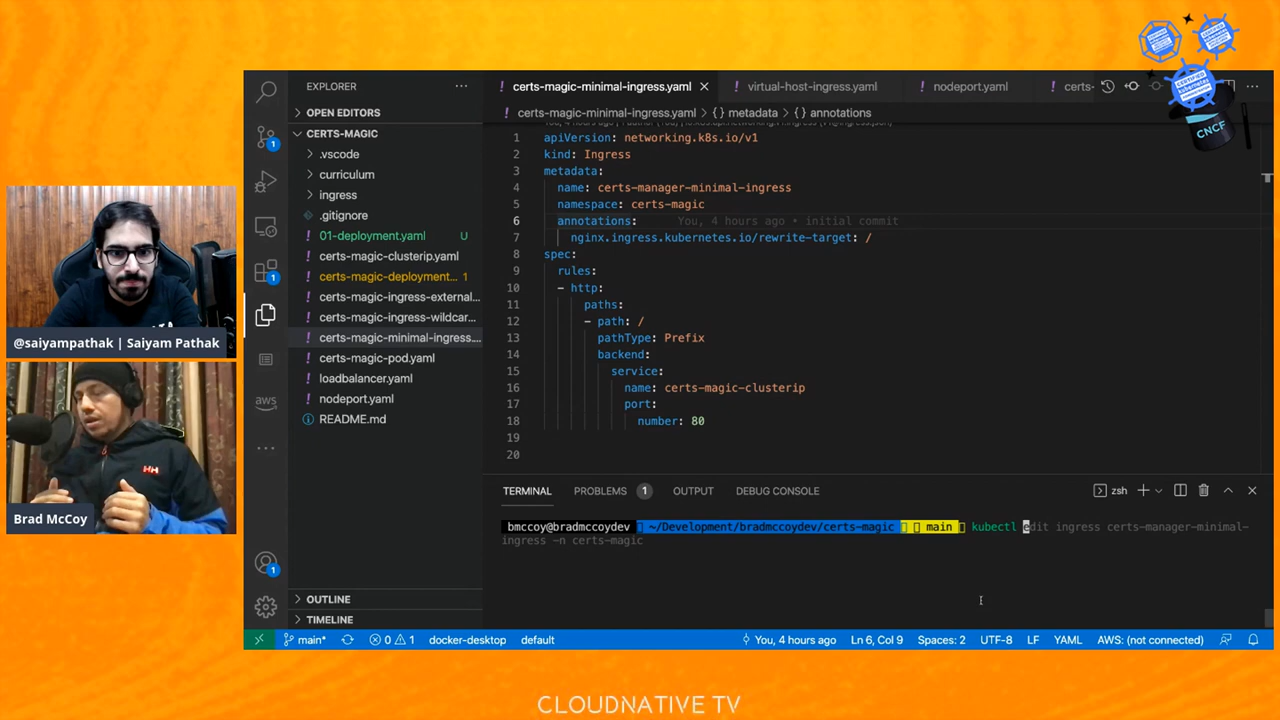 CNCF
EXPLORER
OPEN EDITORS
CERTS-MAGIC
.vscode
curriculum
ingress
.gitignore
01-deployment.yaml U
certs-magic-clusterip.yaml
certs-magic-deployment... 1
certs-magic-ingress-external...
certs-magic-ingress-wildcar...
certs-magic-minimal-ingress....
certs-magic-pod.yaml
loadbalancer.yaml
nodeport.yaml
README.md
OUTLINE
TIMELINE
1
1
aws
1
certs-magic-minimal-ingress.yaml
virtual-host-ingress.yaml
nodeport.yaml
certs-
certs-magic-minimal-ingress.yaml > {} metadata > {} annotations
1 apiVersion: networking.k8s.io/v1
2 kind: Ingress
3 metadata:
4 name: certs-manager-minimal-ingress
5 namespace: certs-magic
6 annotations: You, 4 hours ago • initial commit
7 nginx.ingress.kubernetes.io/rewrite-target: /
8 spec:
9 rules:
10 - http:
11 paths:
12 - path: /
13 pathType: Prefix
14 backend:
15 service:
16 name: certs-magic-clusterip
17 port:
18 number: 80
19
20
TERMINAL PROBLEMS 1 OUTPUT DEBUG CONSOLE zsh
bmccoy@bradmccoydev ~/Development/bradmccoydev/certs-magic main kubectl edit ingress certs-manager-minimal-
ingress -n certs-magic
main* 0 1 docker-desktop default You, 4 hours ago Ln 6, Col 9 Spaces: 2 UTF-8 LF YAML AWS: (not connected)
@saiyampathak | Saiyam Pathak
HH
Brad McCoy
CLOUDNATIVE TV